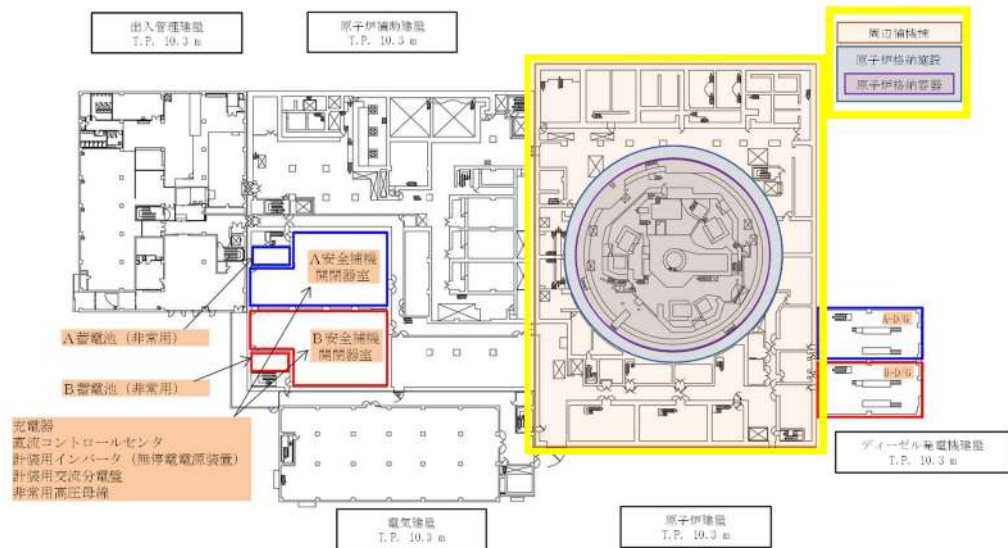 出入管理建屋
T.P. 10.3 m
原子炉補助建屋
T.P. 10.3 m
周辺補機棟
原子炉格納施設
原子炉格納容器
A安全補機
開閉器室
A蓄電池（非常用）
B安全補機
開閉器室
B蓄電池（非常用）
A-D/G
B-D/G
充電器
直流コントロールセンタ
計装用インバータ（無停電電源装置）
計装用交流分電盤
非常用高圧母線
ディーゼル発電機建屋
T.P. 10.3 m
電気建屋
T.P. 10.3 m
原子炉建屋
T.P. 10.3 m